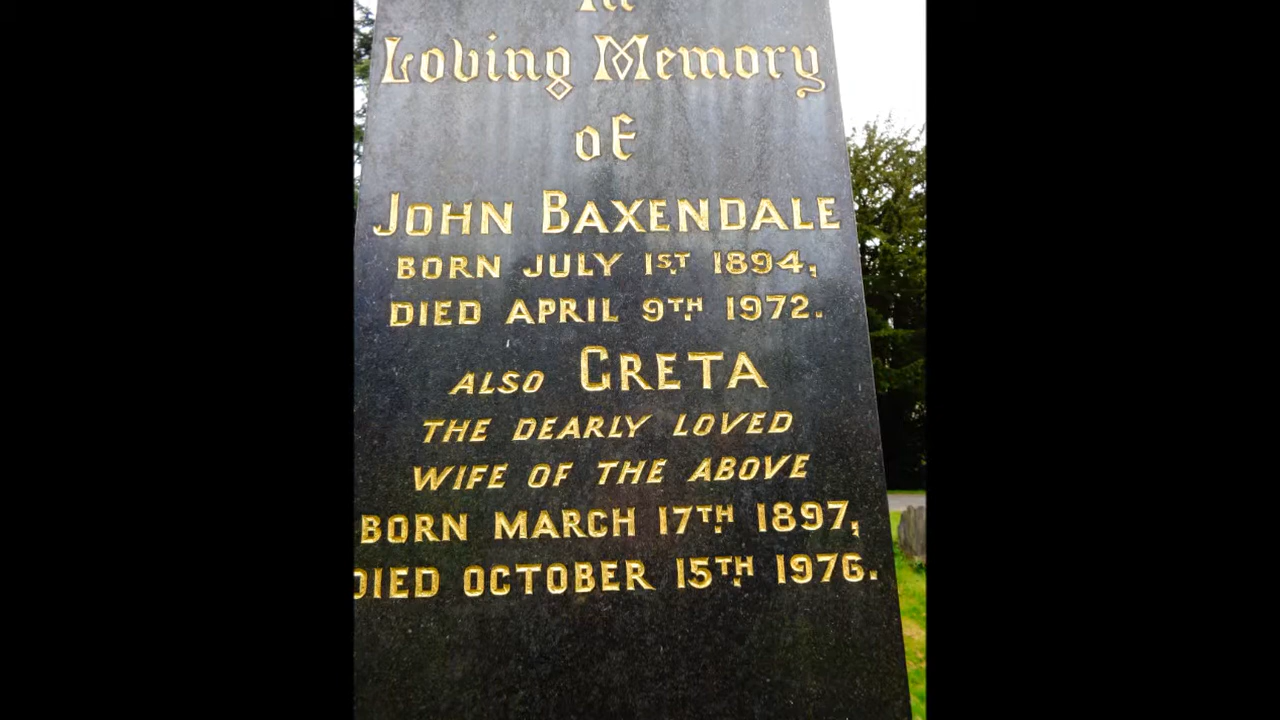 In
Loving Memory
of
JOHN BAXENDALE
BORN JULY 1ST 1894,
DIED APRIL 9TH 1972.
ALSO GRETA
THE DEARLY LOVED
WIFE OF THE ABOVE
BORN MARCH 17TH 1897,
DIED OCTOBER 15TH 1976.